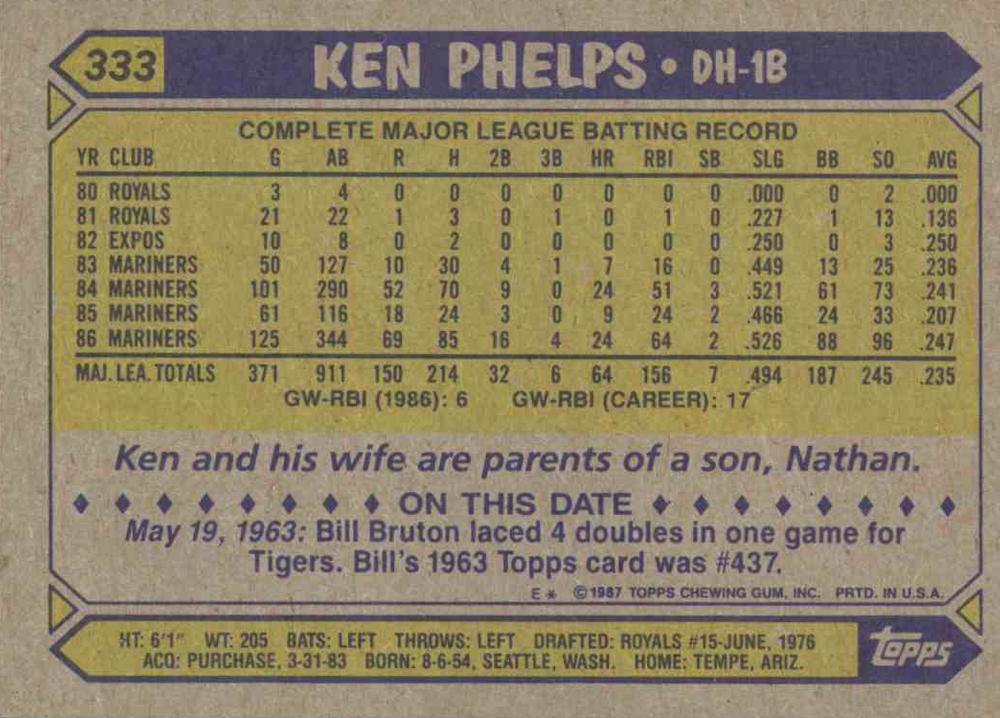 333 KEN PHELPS • DH-1B
COMPLETE MAJOR LEAGUE BATTING RECORD
YR CLUB G AB R H 2B 3B HR RBI SB SLG BB SO AVG
80 ROYALS 3 4 0 0 0 0 0 0 0 .000 0 2 .000
81 ROYALS 21 22 1 3 0 1 0 1 0 .227 1 13 .136
82 EXPOS 10 8 0 2 0 0 0 0 0 .250 0 3 .250
83 MARINERS 50 127 10 30 4 1 7 16 0 .449 13 25 .236
84 MARINERS 101 290 52 70 9 0 24 51 3 .521 61 73 .241
85 MARINERS 61 116 18 24 3 0 9 24 2 .466 24 33 .207
86 MARINERS 125 344 69 85 16 4 24 64 2 .526 88 96 .247
MAJ. LEA. TOTALS 371 911 150 214 32 6 64 156 7 .494 187 245 .235
GW-RBI (1986): 6 GW-RBI (CAREER): 17
Ken and his wife are parents of a son, Nathan.
♦ ♦ ♦ ♦ ♦ ♦ ♦ ♦ ON THIS DATE ♦ ♦ ♦ ♦ ♦ ♦ ♦ ♦
May 19, 1963: Bill Bruton laced 4 doubles in one game for
Tigers. Bill's 1963 Topps card was #437.
E * © 1987 TOPPS CHEWING GUM, INC. PRTD. IN U.S.A.
HT: 6'1" WT: 205 BATS: LEFT THROWS: LEFT DRAFTED: ROYALS #15-JUNE, 1976
ACQ: PURCHASE, 3-31-83 BORN: 8-6-54, SEATTLE, WASH. HOME: TEMPE, ARIZ.
topps